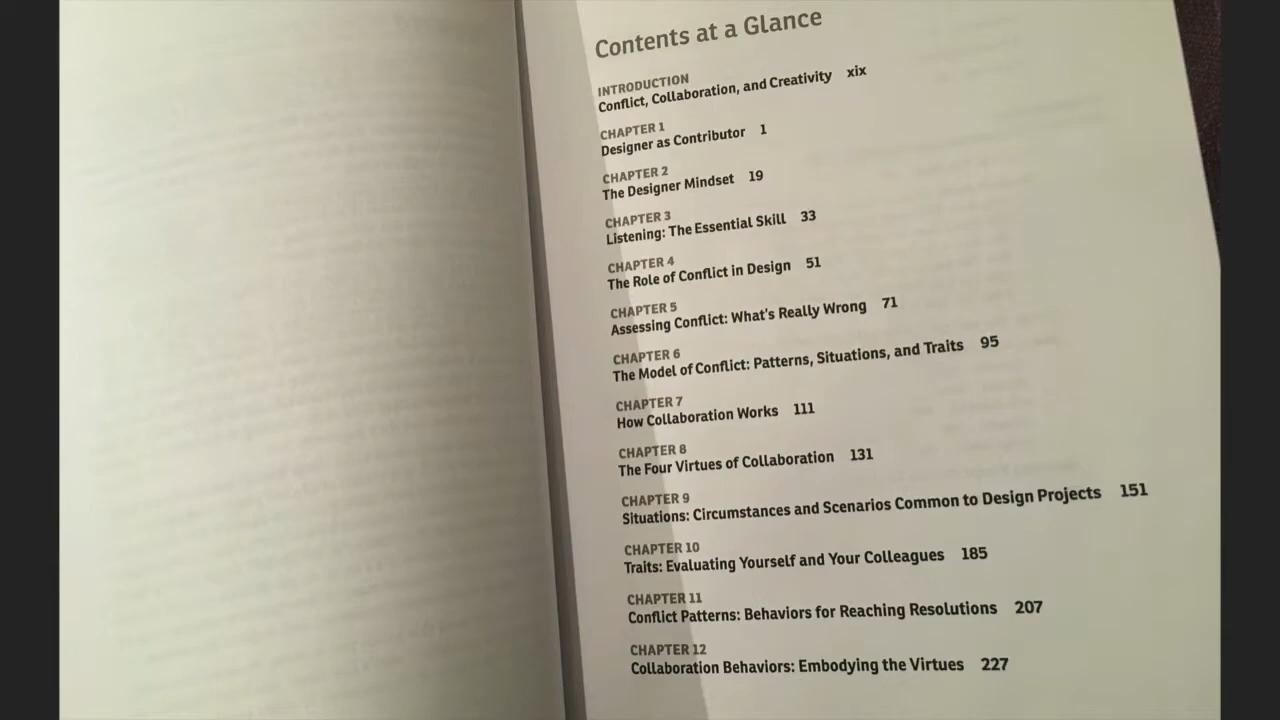 Contents at a Glance
INTRODUCTION
Conflict, Collaboration, and Creativity xix
CHAPTER 1
Designer as Contributor 1
CHAPTER 2
The Designer Mindset 19
CHAPTER 3
Listening: The Essential Skill 33
CHAPTER 4
The Role of Conflict in Design 51
CHAPTER 5
Assessing Conflict: What's Really Wrong 71
CHAPTER 6
The Model of Conflict: Patterns, Situations, and Traits 95
CHAPTER 7
How Collaboration Works 111
CHAPTER 8
The Four Virtues of Collaboration 131
CHAPTER 9
Situations: Circumstances and Scenarios Common to Design Projects 151
CHAPTER 10
Traits: Evaluating Yourself and Your Colleagues 185
CHAPTER 11
Conflict Patterns: Behaviors for Reaching Resolutions 207
CHAPTER 12
Collaboration Behaviors: Embodying the Virtues 227